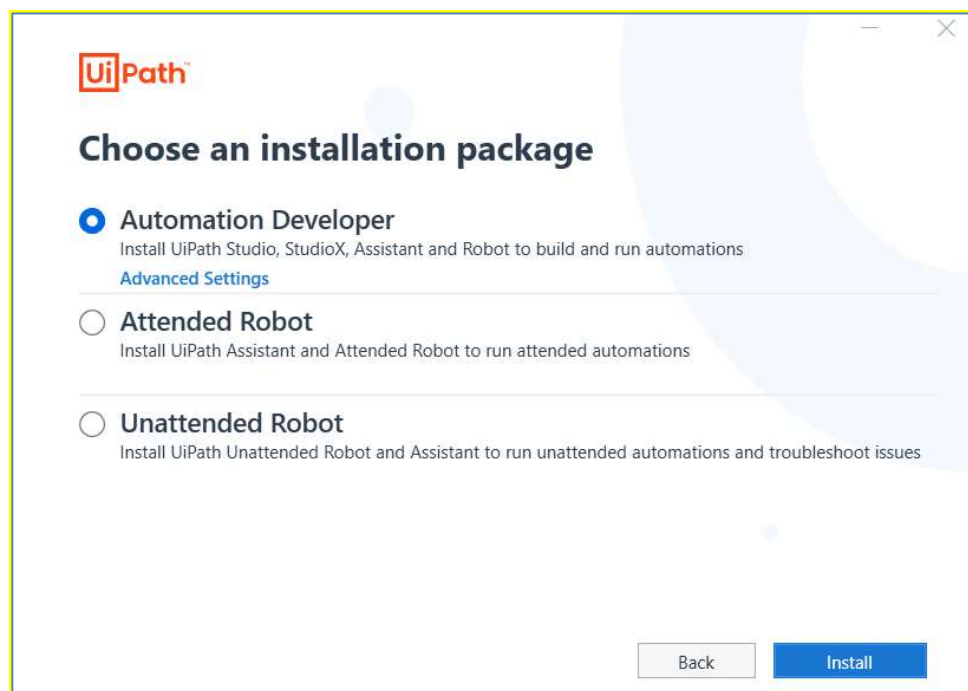 UiPath™
Choose an installation package
Automation Developer
Install UiPath Studio, StudioX, Assistant and Robot to build and run automations
Advanced Settings
Attended Robot
Install UiPath Assistant and Attended Robot to run attended automations
Unattended Robot
Install UiPath Unattended Robot and Assistant to run unattended automations and troubleshoot issues
Back Install